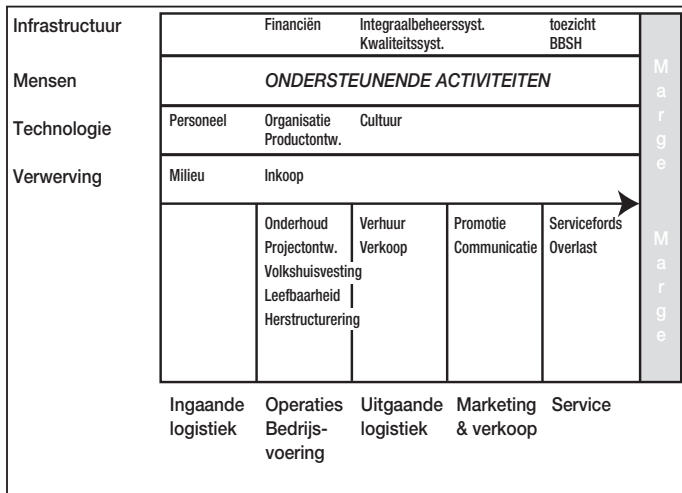 Infrastructuur Financiën Integraalbeheerssyst. toezicht
Kwaliteitssyst. BBSH
Mensen ONDERSTEUNENDE ACTIVITEITEN
Technologie Personeel Organisatie Cultuur
Productontw.
Verwerving Milieu Inkoop
Marge
Onderhoud Verhuur Promotie Servicefords
Projectontw. Verkoop Communicatie Overlast
Volkshuisvesting
Leefbaarheid
Herstructurering
Marge
Ingaande Operaties Uitgaande Marketing Service
logistiek Bedrijs- logistiek & verkoop
voering